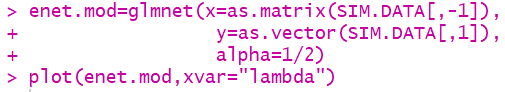 > enet.mod=glmnet(x=as.matrix(SIM.DATA[,-1]),
+ y=as.vector(SIM.DATA[,1]),
+ alpha=1/2)
> plot(enet.mod,xvar="lambda")